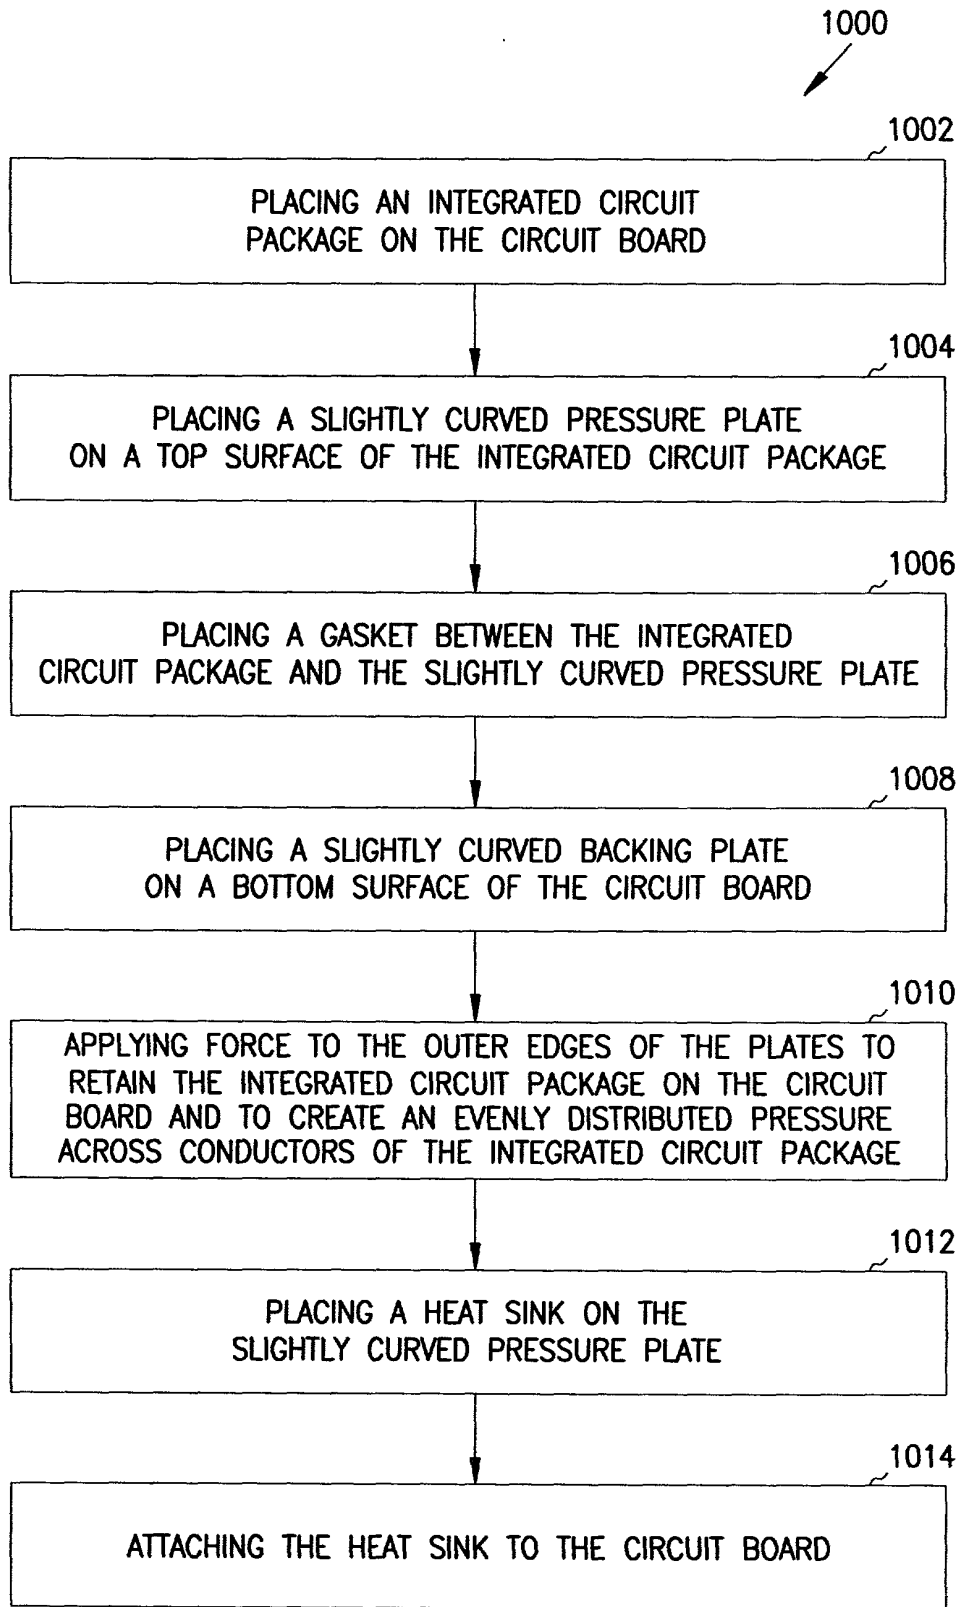 1000
1002
PLACING AN INTEGRATED CIRCUIT
PACKAGE ON THE CIRCUIT BOARD
1004
PLACING A SLIGHTLY CURVED PRESSURE PLATE
ON A TOP SURFACE OF THE INTEGRATED CIRCUIT PACKAGE
1006
PLACING A GASKET BETWEEN THE INTEGRATED
CIRCUIT PACKAGE AND THE SLIGHTLY CURVED PRESSURE PLATE
1008
PLACING A SLIGHTLY CURVED BACKING PLATE
ON A BOTTOM SURFACE OF THE CIRCUIT BOARD
1010
APPLYING FORCE TO THE OUTER EDGES OF THE PLATES TO
RETAIN THE INTEGRATED CIRCUIT PACKAGE ON THE CIRCUIT
BOARD AND TO CREATE AN EVENLY DISTRIBUTED PRESSURE
ACROSS CONDUCTORS OF THE INTEGRATED CIRCUIT PACKAGE
1012
PLACING A HEAT SINK ON THE
SLIGHTLY CURVED PRESSURE PLATE
1014
ATTACHING THE HEAT SINK TO THE CIRCUIT BOARD